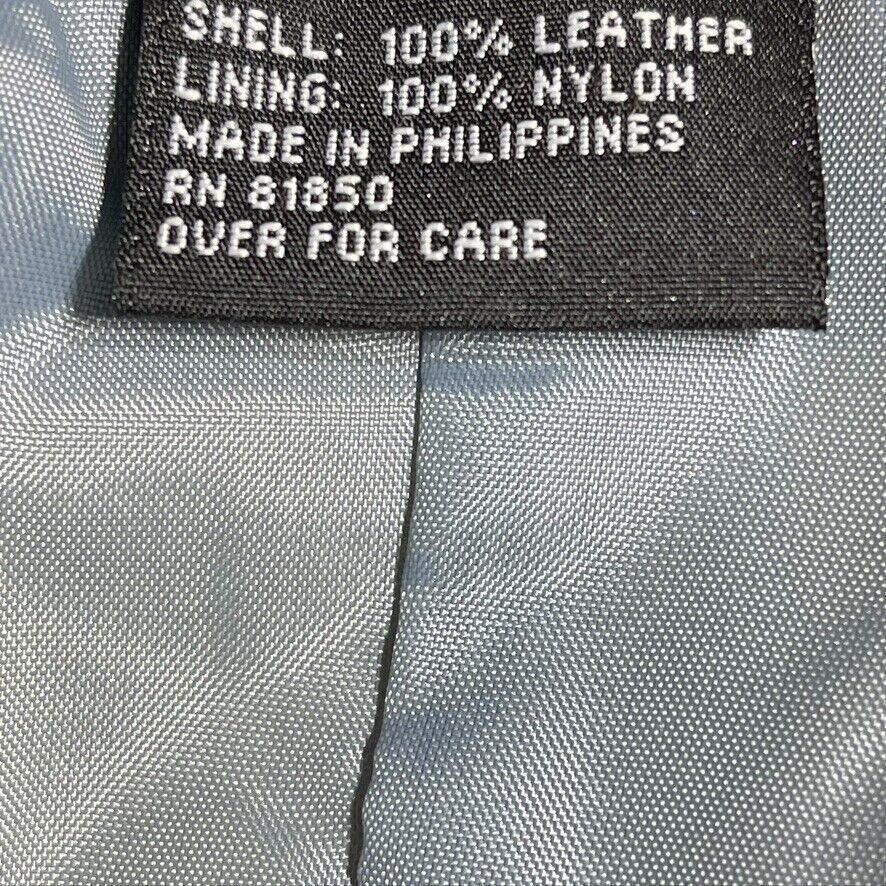 SHELL: 100% LEATHER
LINING: 100% NYLON
MADE IN PHILIPPINES
RN 81850
OVER FOR CARE